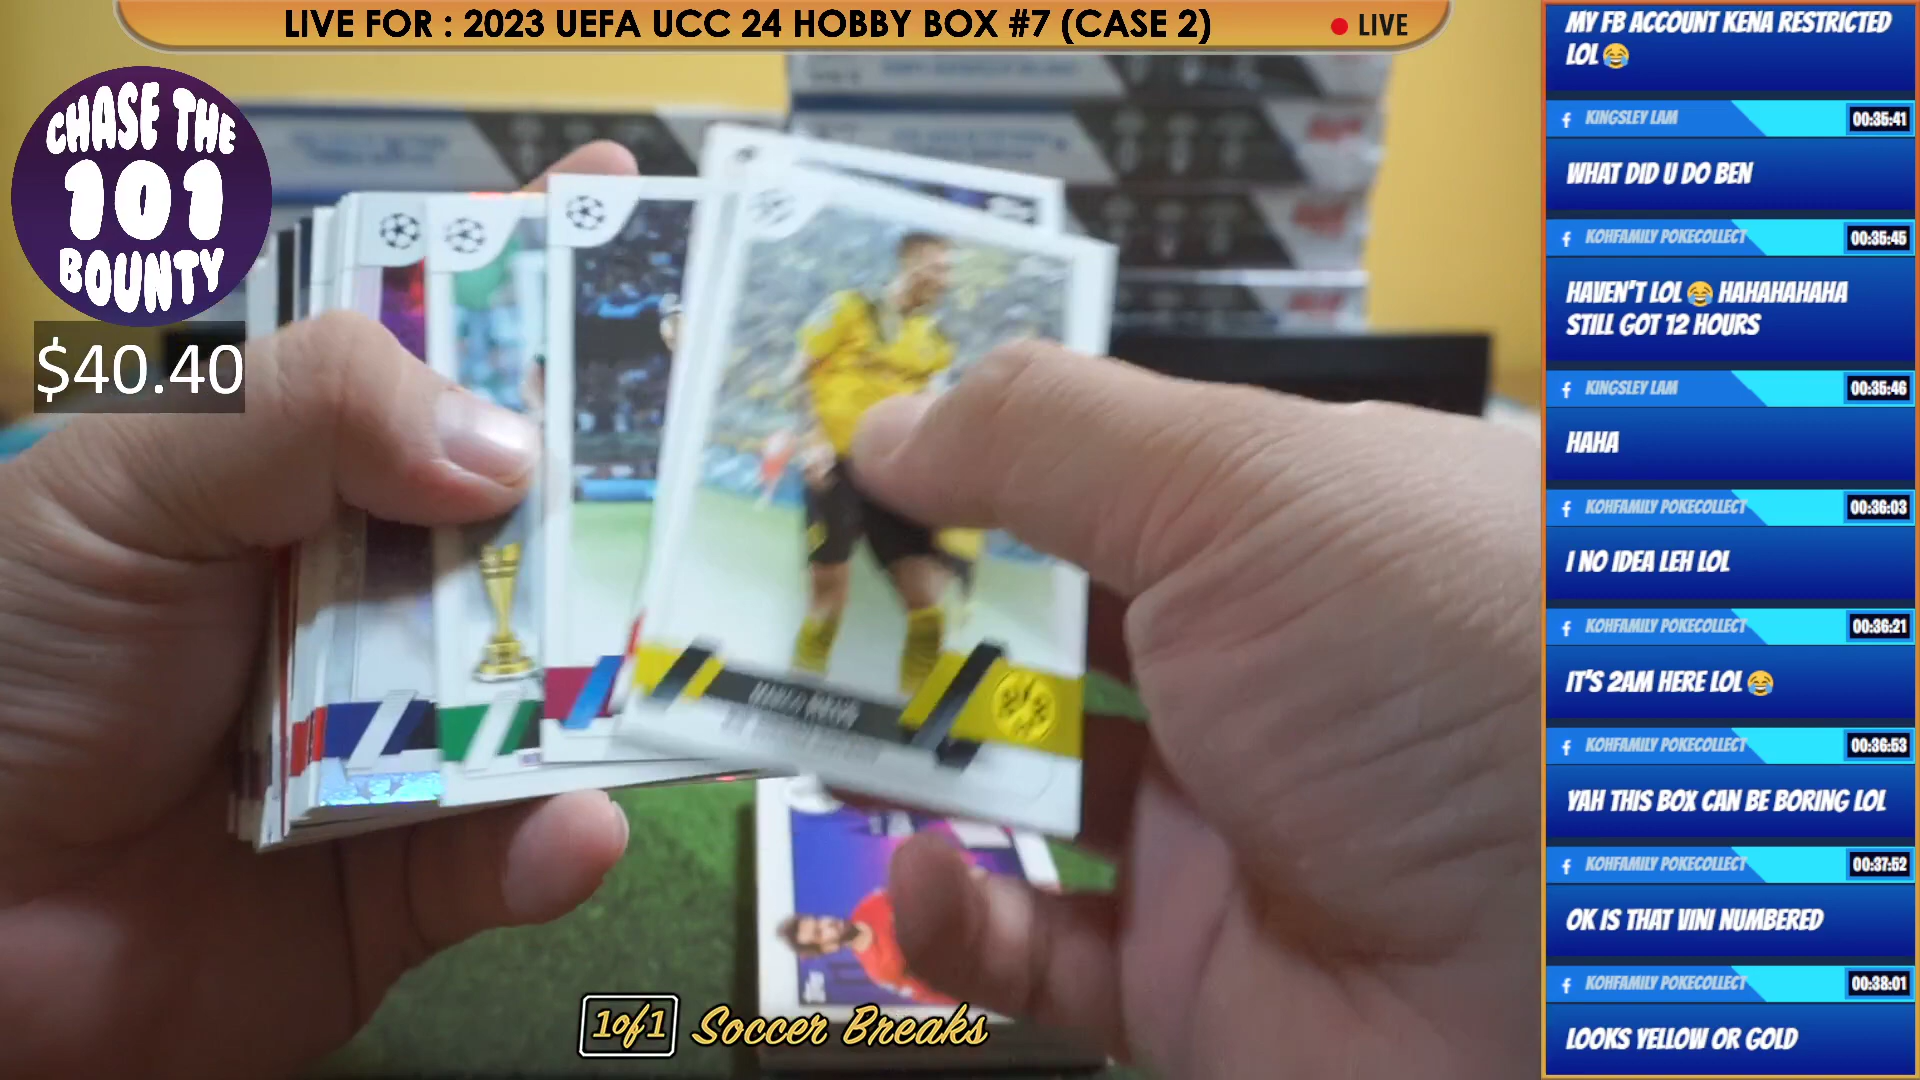 LIVE FOR : 2023 UEFA UCC 24 HOBBY BOX #7 (CASE 2)
LIVE
CHASE THE
101
BOUNTY
$40.40
1of1 Soccer Breaks
MY FB ACCOUNT KENA RESTRICTED
LOL 😂
KINGSLEY LAM 00:35:41
WHAT DID U DO BEN
KOHFAMILY POKECOLLECT 00:35:45
HAVEN'T LOL 😂 HAHAHAHAHA
STILL GOT 12 HOURS
KINGSLEY LAM 00:35:46
HAHA
KOHFAMILY POKECOLLECT 00:36:03
I NO IDEA LEH LOL
KOHFAMILY POKECOLLECT 00:36:21
IT'S 2AM HERE LOL 😂
KOHFAMILY POKECOLLECT 00:36:53
YAH THIS BOX CAN BE BORING LOL
KOHFAMILY POKECOLLECT 00:37:52
OK IS THAT VINI NUMBERED
KOHFAMILY POKECOLLECT 00:38:01
LOOKS YELLOW OR GOLD